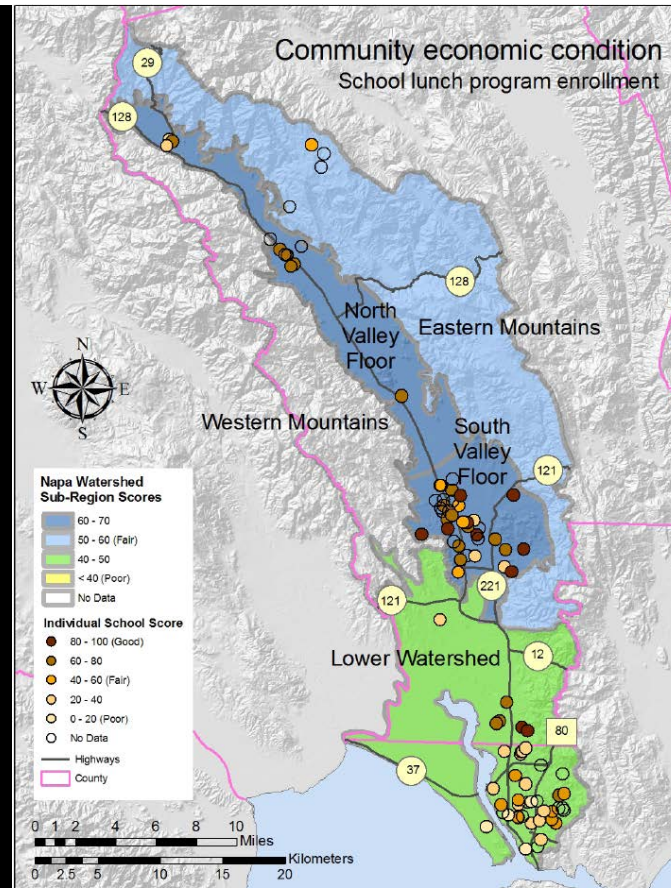 Community economic condition
School lunch program enrollment
29
128
128
North
Valley
Floor
Eastern Mountains
N
W E
S
Western Mountains
South
Valley
Floor
121
Napa Watershed
Sub-Region Scores
60 - 70
50 - 60 (Fair)
40 - 50
< 40 (Poor)
No Data
221
121
Individual School Score
80 - 100 (Good)
60 - 80
40 - 60 (Fair)
20 - 40
0 - 20 (Poor)
No Data
Highways
County
Lower Watershed
12
80
37
0 1 2 4 6 8 10
Miles
Kilometers
0 2.5 5 10 15 20